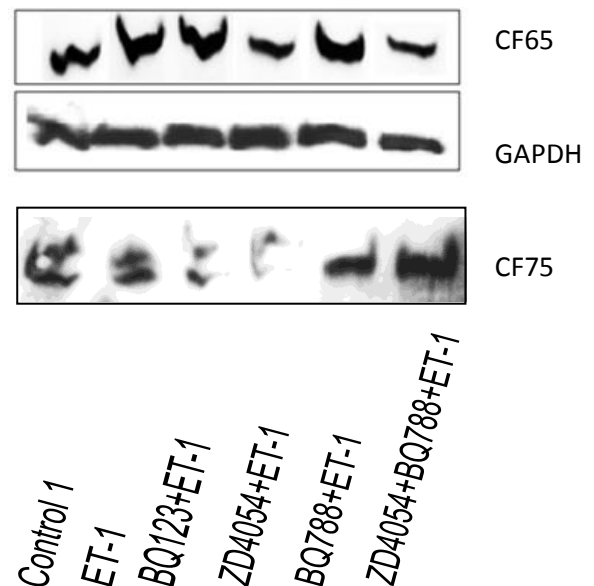 CF65
GAPDH
CF75
Control 1
ET-1
BQ123+ET-1
ZD4054+ET-1
BQ788+ET-1
ZD4054+BQ788+ET-1